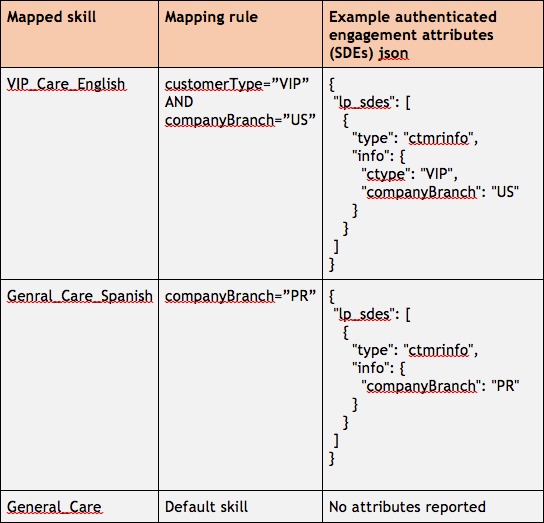 Mapped skill
Mapping rule
Example authenticated
engagement attributes
(SDEs) json
VIP_Care_English
customerType=”VIP”
AND
companyBranch=”US”
{
"lp_sdes": [
{
"type": "ctmrinfo",
"info": {
"ctype": "VIP",
"companyBranch": "US"
}
}
]
}
Genral_Care_Spanish
companyBranch=”PR”
{
"lp_sdes": [
{
"type": "ctmrinfo",
"info": {
"companyBranch": "PR"
}
}
]
}
General_Care
Default skill
No attributes reported